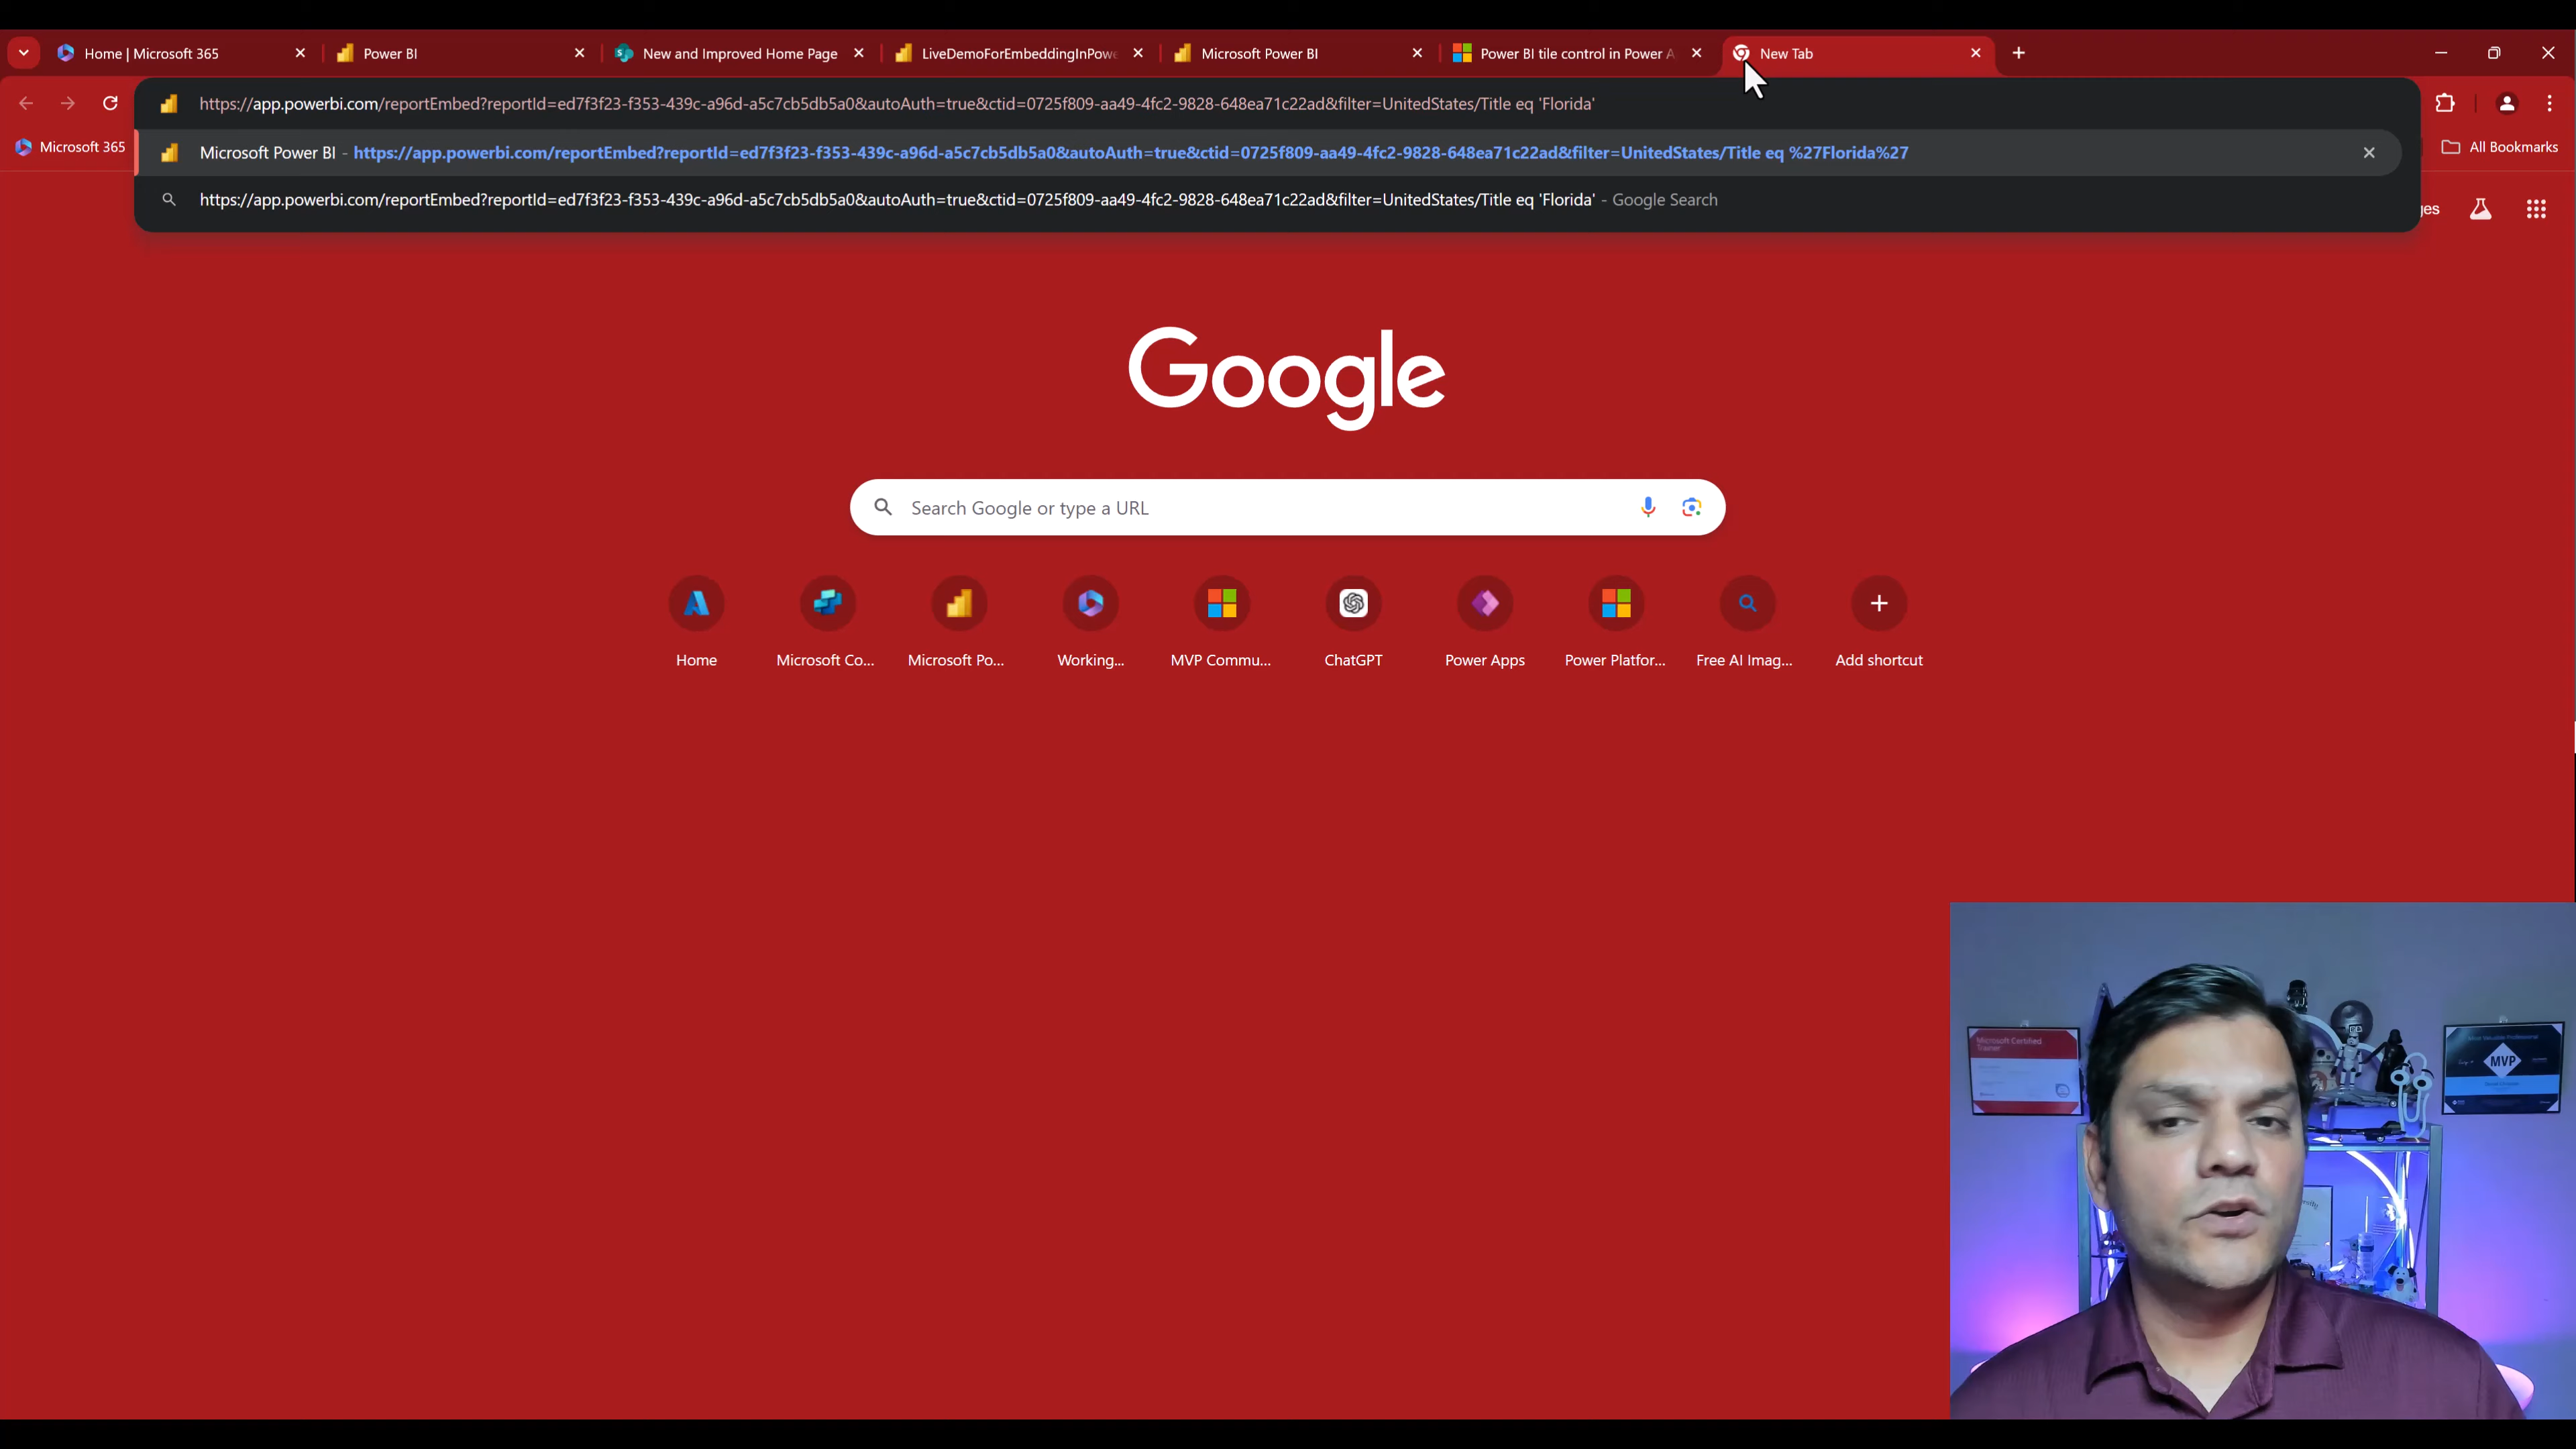 Home | Microsoft 365
Power BI
New and Improved Home Page
LiveDemoForEmbeddingInPowe
Microsoft Power BI
Power BI tile control in Power A
New Tab
https://app.powerbi.com/reportEmbed?reportId=ed7f3f23-f353-439c-a96d-a5c7cb5db5a0&autoAuth=true&ctid=0725f809-aa49-4fc2-9828-648ea71c22ad&filter=UnitedStates/Title eq 'Florida'
Microsoft 365
Microsoft Power BI - https://app.powerbi.com/reportEmbed?reportId=ed7f3f23-f353-439c-a96d-a5c7cb5db5a0&autoAuth=true&ctid=0725f809-aa49-4fc2-9828-648ea71c22ad&filter=UnitedStates/Title eq %27Florida%27
All Bookmarks
https://app.powerbi.com/reportEmbed?reportId=ed7f3f23-f353-439c-a96d-a5c7cb5db5a0&autoAuth=true&ctid=0725f809-aa49-4fc2-9828-648ea71c22ad&filter=UnitedStates/Title eq 'Florida' - Google Search
ges
Google
Search Google or type a URL
Home
Microsoft Co...
Microsoft Po...
Working...
MVP Commu...
ChatGPT
Power Apps
Power Platfor...
Free AI Imag...
Add shortcut
Microsoft Certified
Trainer
MVP